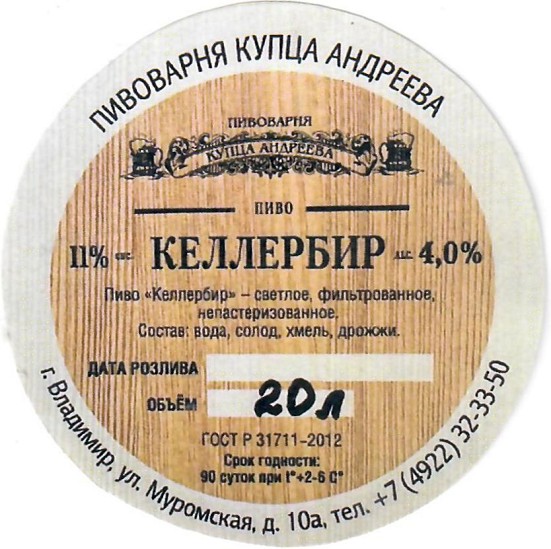 ПИВОВАРНЯ КУПЦА АНДРЕЕВА
ПИВОВАРНЯ
КУПЦА АНДРЕЕВА
ПИВО
11% КЕЛЛЕРБИР ALC. 4,0%
Пиво «Келлербир» – светлое, фильтрованное,
непастеризованное.
Состав: вода, солод, хмель, дрожжи.
ДАТА РОЗЛИВА
ОБЪЁМ 20 л
ГОСТ Р 31711-2012
Срок годности:
90 суток при t°+2-6 C°
г. Владимир, ул. Муромская, д. 10а, тел. +7 (4922) 32-33-50